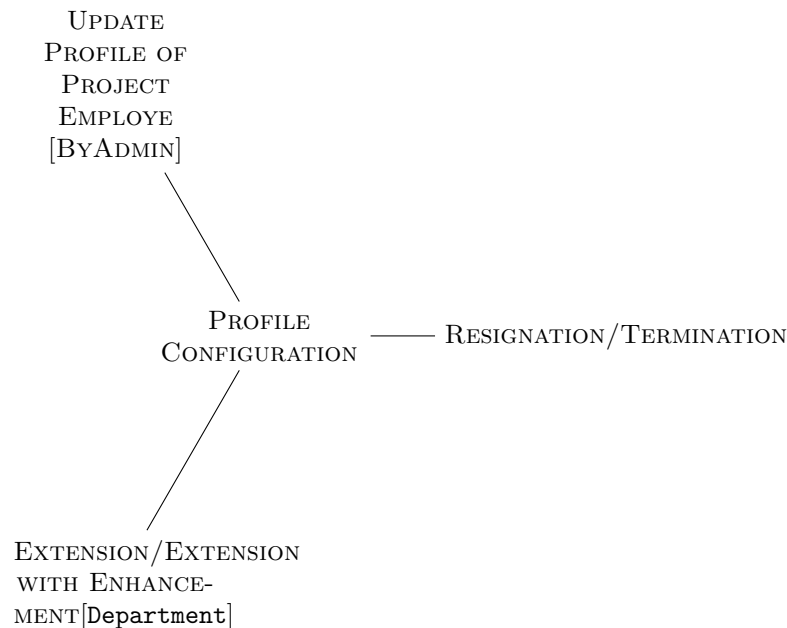 Update
Profile of
Project
Employe
[ByAdmin]
Profile
Configuration
Resignation/Termination
Extension/Extension
with Enhance-
ment[Department]